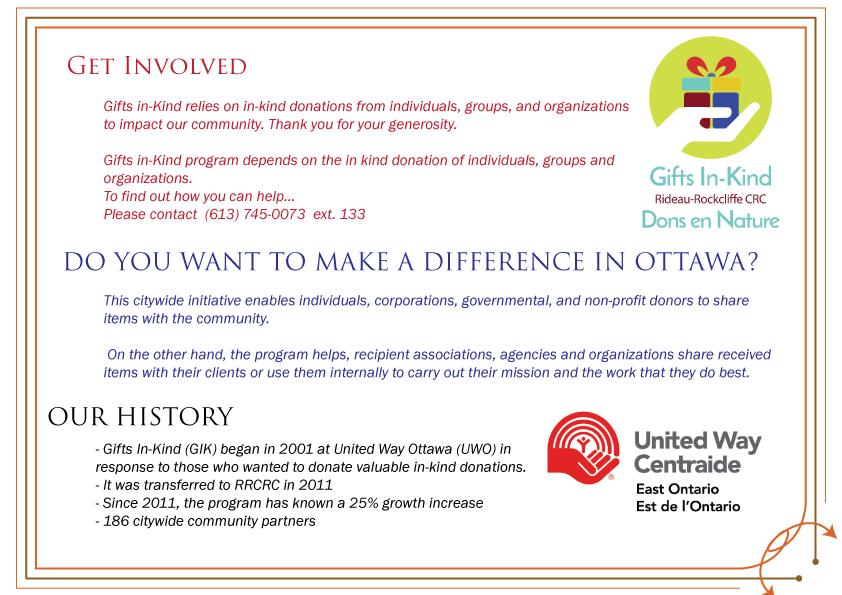 Get Involved
Gifts in-Kind relies on in-kind donations from individuals, groups, and organizations
to impact our community. Thank you for your generosity.
Gifts in-Kind program depends on the in kind donation of individuals, groups and
organizations.
To find out how you can help...
Please contact (613) 745-0073 ext. 133
Gifts In-Kind
Rideau-Rockcliffe CRC
Dons en Nature
DO YOU WANT TO MAKE A DIFFERENCE IN OTTAWA?
This citywide initiative enables individuals, corporations, governmental, and non-profit donors to share
items with the community.
On the other hand, the program helps, recipient associations, agencies and organizations share received
items with their clients or use them internally to carry out their mission and the work that they do best.
OUR HISTORY
- Gifts In-Kind (GIK) began in 2001 at United Way Ottawa (UWO) in
response to those who wanted to donate valuable in-kind donations.
- It was transferred to RRCRC in 2011
- Since 2011, the program has known a 25% growth increase
- 186 citywide community partners
®
United Way
Centraide
East Ontario
Est de l'Ontario